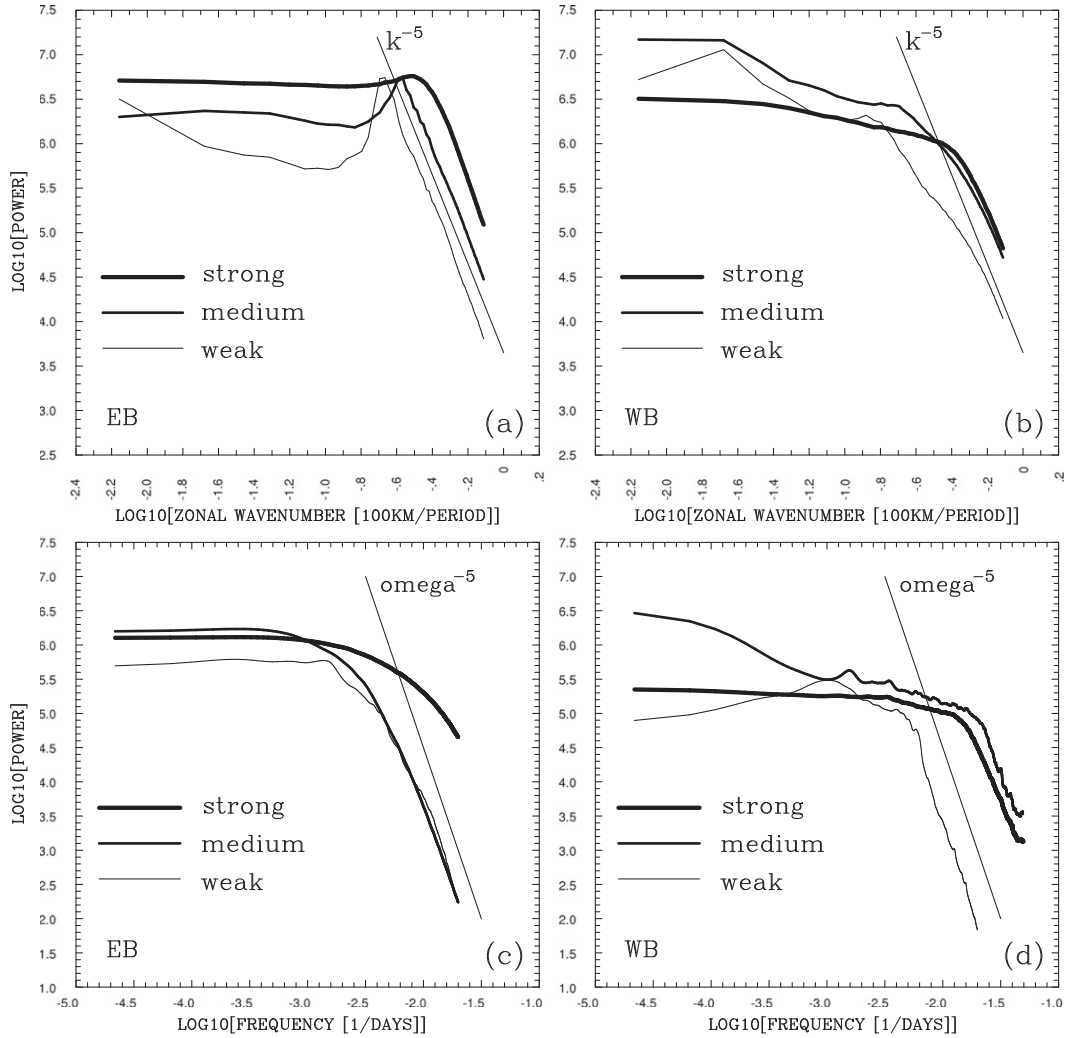 7.5
7.0
6.5
6.0
5.5
5.0
4.5
4.0
3.5
3.0
2.5
LOG10[POWER]
k⁻⁵
strong
medium
weak
EB
(a)
-2.4 -2.2 -2.0 -1.8 -1.6 -1.4 -1.2 -1.0 -.8 -.6 -.4 -.2 0 .2
LOG10[ZONAL WAVENUMBER [100KM/PERIOD]]
7.5
7.0
6.5
6.0
5.5
5.0
4.5
4.0
3.5
3.0
2.5
k⁻⁵
strong
medium
weak
WB
(b)
-2.4 -2.2 -2.0 -1.8 -1.6 -1.4 -1.2 -1.0 -.8 -.6 -.4 -.2 0 .2
LOG10[ZONAL WAVENUMBER [100KM/PERIOD]]
7.5
7.0
6.5
6.0
5.5
5.0
4.5
4.0
3.5
3.0
2.5
2.0
1.5
1.0
LOG10[POWER]
omega⁻⁵
strong
medium
weak
EB
(c)
-5.0 -4.5 -4.0 -3.5 -3.0 -2.5 -2.0 -1.5 -1.0
LOG10[FREQUENCY [1/DAYS]]
7.5
7.0
6.5
6.0
5.5
5.0
4.5
4.0
3.5
3.0
2.5
2.0
1.5
1.0
omega⁻⁵
strong
medium
weak
WB
(d)
-5.0 -4.5 -4.0 -3.5 -3.0 -2.5 -2.0 -1.5 -1.0
LOG10[FREQUENCY [1/DAYS]]